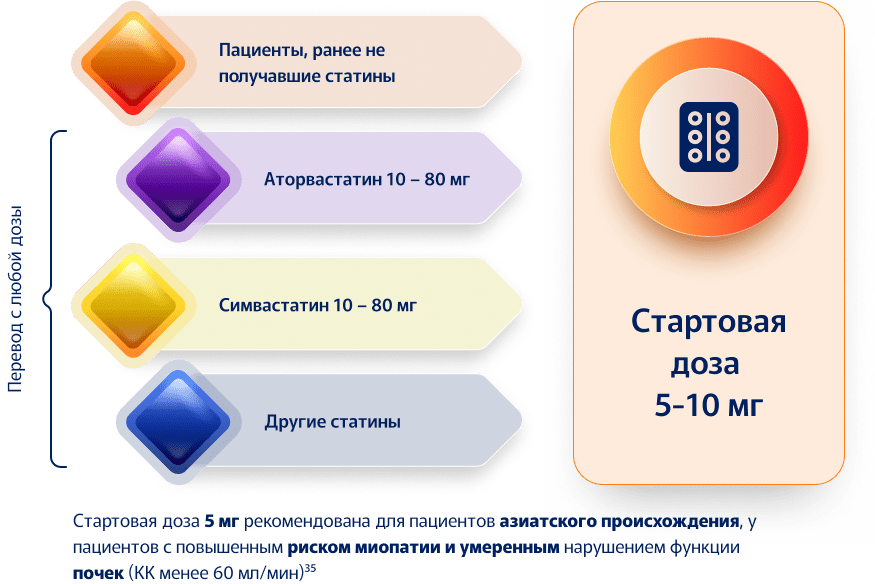 Пациенты, ранее не
получавшие статины
Перевод с любой дозы
Аторвастатин 10 – 80 мг
Симвастатин 10 – 80 мг
Другие статины
Стартовая
доза
5-10 мг
Стартовая доза 5 мг рекомендована для пациентов азиатского происхождения, у
пациентов с повышенным риском миопатии и умеренным нарушением функции
почек (КК менее 60 мл/мин)³⁵